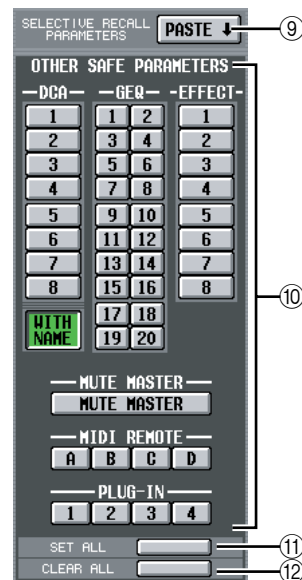 SELECTIVE RECALL PARAMETERS PASTE ⬇ ⑨
OTHER SAFE PARAMETERS
DCA GEQ EFFECT
1 1 2 1
2 3 4 2
3 5 6 3
4 7 8 4
5 9 10 5
6 11 12 6
7 13 14 7
8 15 16 8
⑩
WITH NAME 17 18
19 20
MUTE MASTER
MUTE MASTER
MIDI REMOTE
A B C D
PLUG-IN
1 2 3 4
SET ALL ⑪
CLEAR ALL ⑫